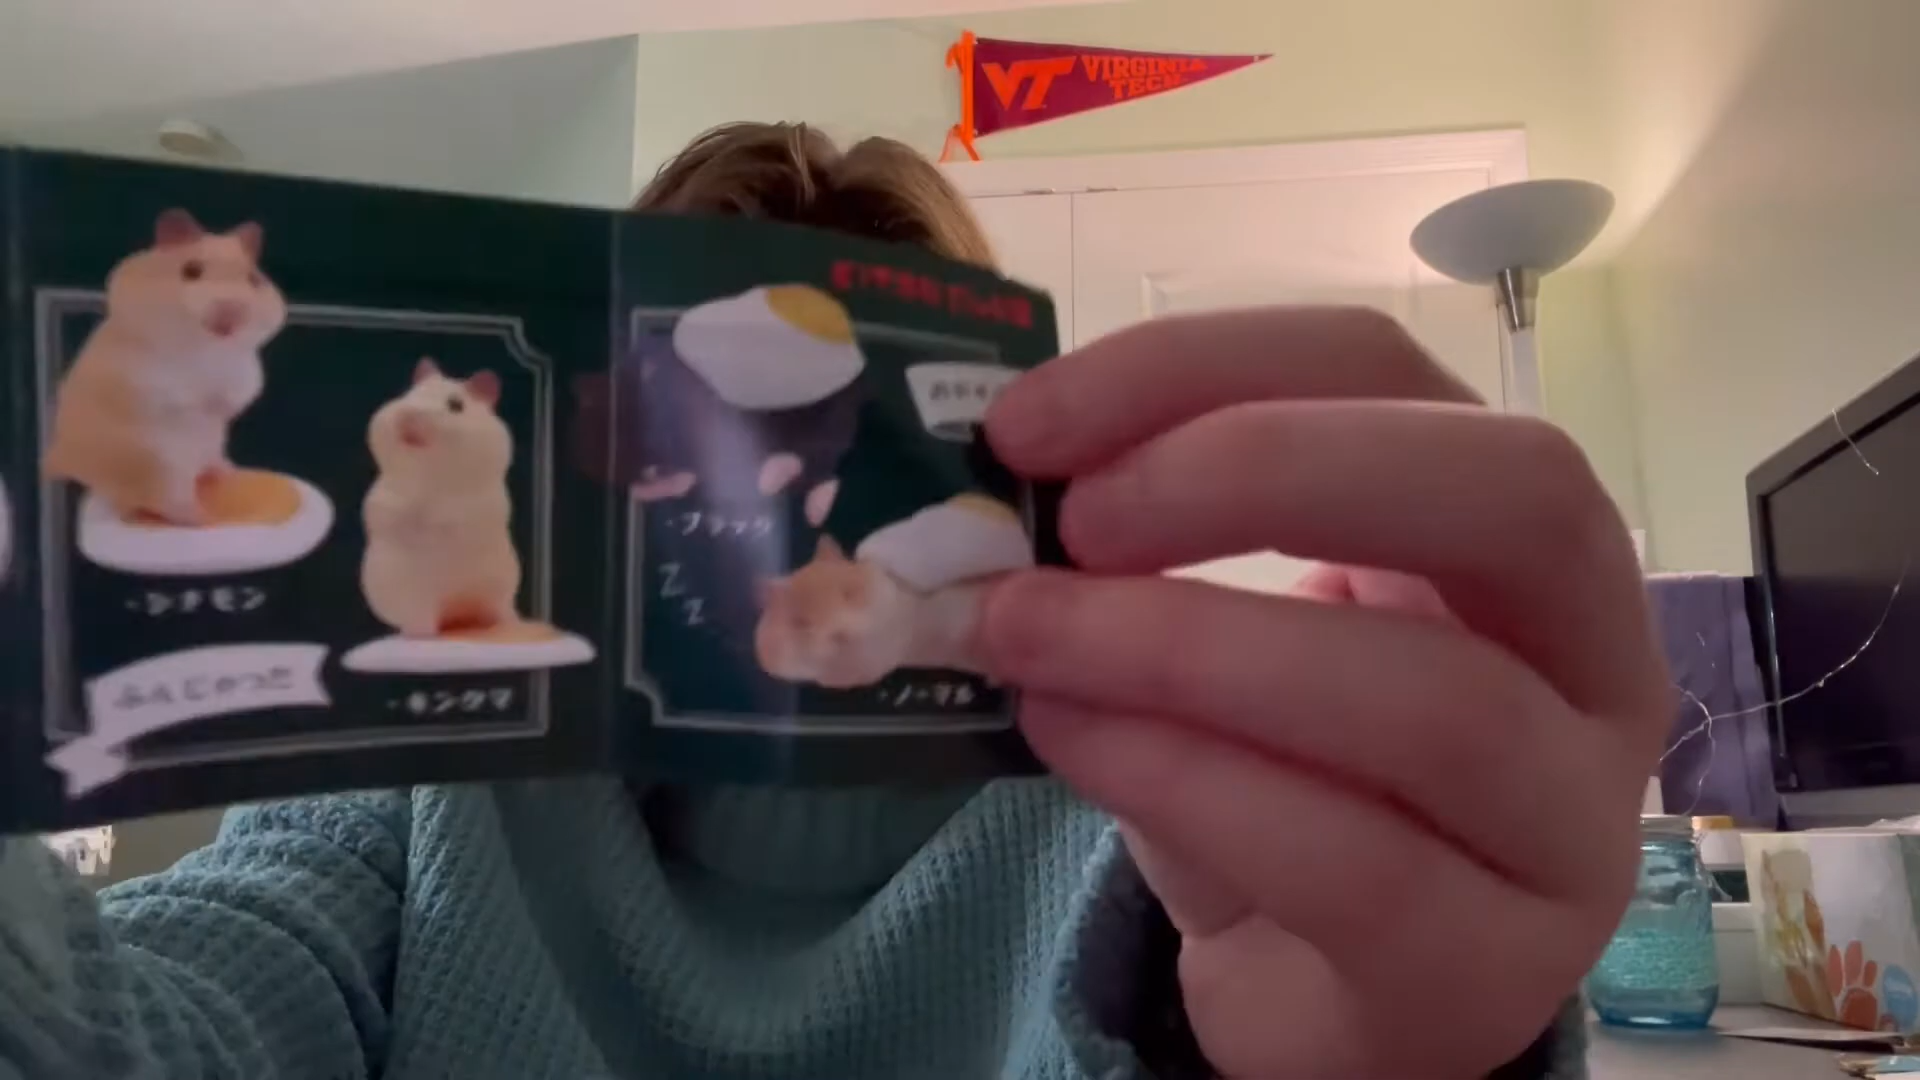 VT VIRGINIA
TECH
・シナモン
ふんじゃった
・キンクマ
・ブラック
Z
Z
・ノーマル